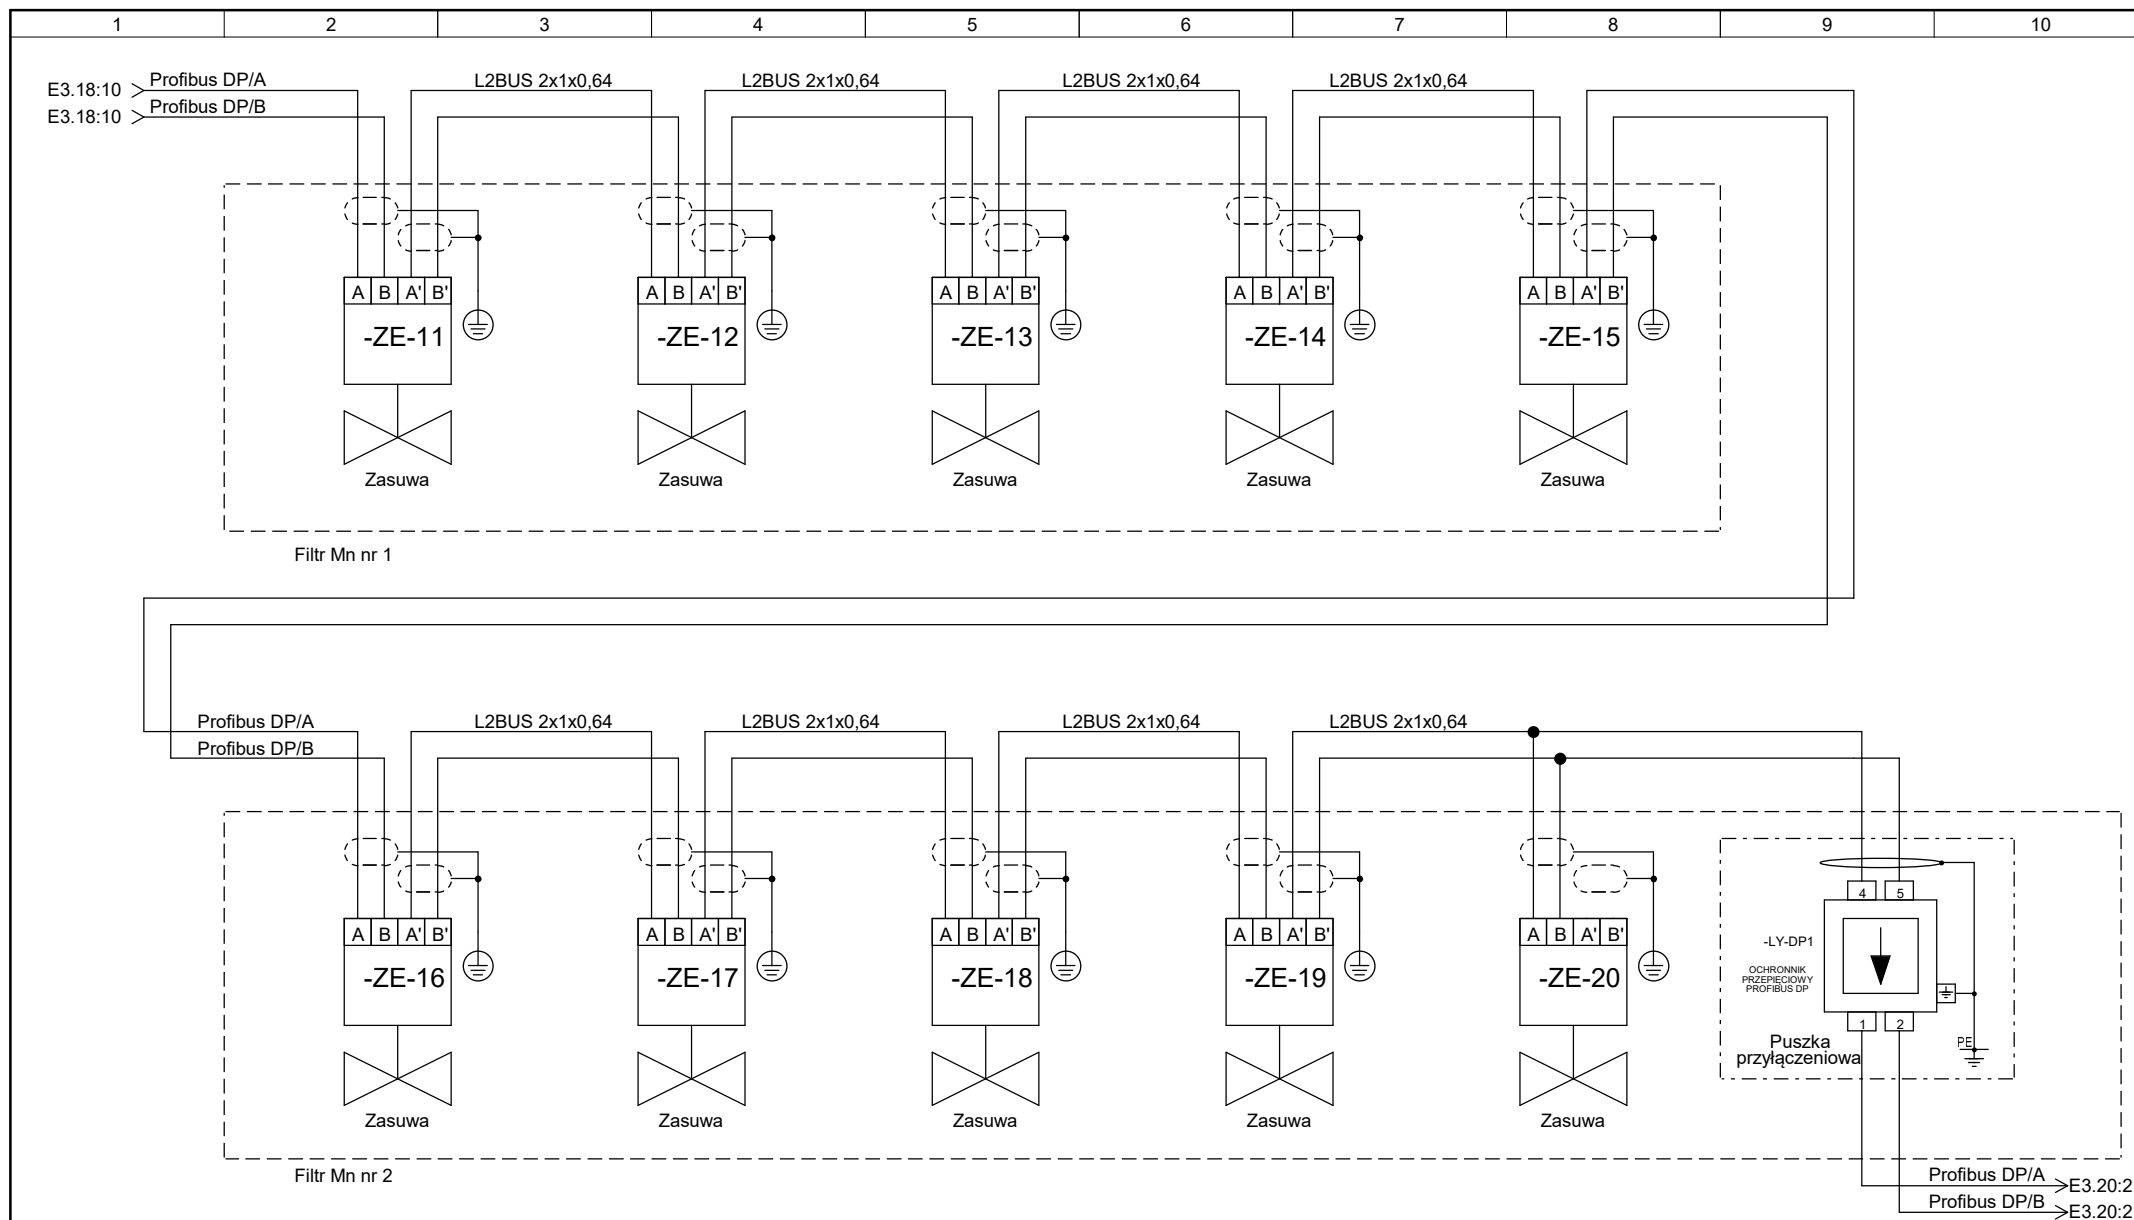 1 2 3 4 5 6 7 8 9 10
E3.18:10 Profibus DP/A L2BUS 2x1x0,64 L2BUS 2x1x0,64 L2BUS 2x1x0,64 L2BUS 2x1x0,64
E3.18:10 Profibus DP/B
A B A' B' A B A' B' A B A' B' A B A' B' A B A' B'
-ZE-11 -ZE-12 -ZE-13 -ZE-14 -ZE-15
Zasuwa Zasuwa Zasuwa Zasuwa Zasuwa
Filtr Mn nr 1
Profibus DP/A L2BUS 2x1x0,64 L2BUS 2x1x0,64 L2BUS 2x1x0,64 L2BUS 2x1x0,64
Profibus DP/B
4 5
A B A' B' A B A' B' A B A' B' A B A' B' A B A' B'
-LY-DP1
-ZE-16 -ZE-17 -ZE-18 -ZE-19 -ZE-20
OCHRONNIK
PRZEPIĘCIOWY
PROFIBUS DP
1 2
Puszka
przyłączeniowa
PE
Zasuwa Zasuwa Zasuwa Zasuwa Zasuwa
Filtr Mn nr 2
Profibus DP/A E3.20:2
Profibus DP/B E3.20:2